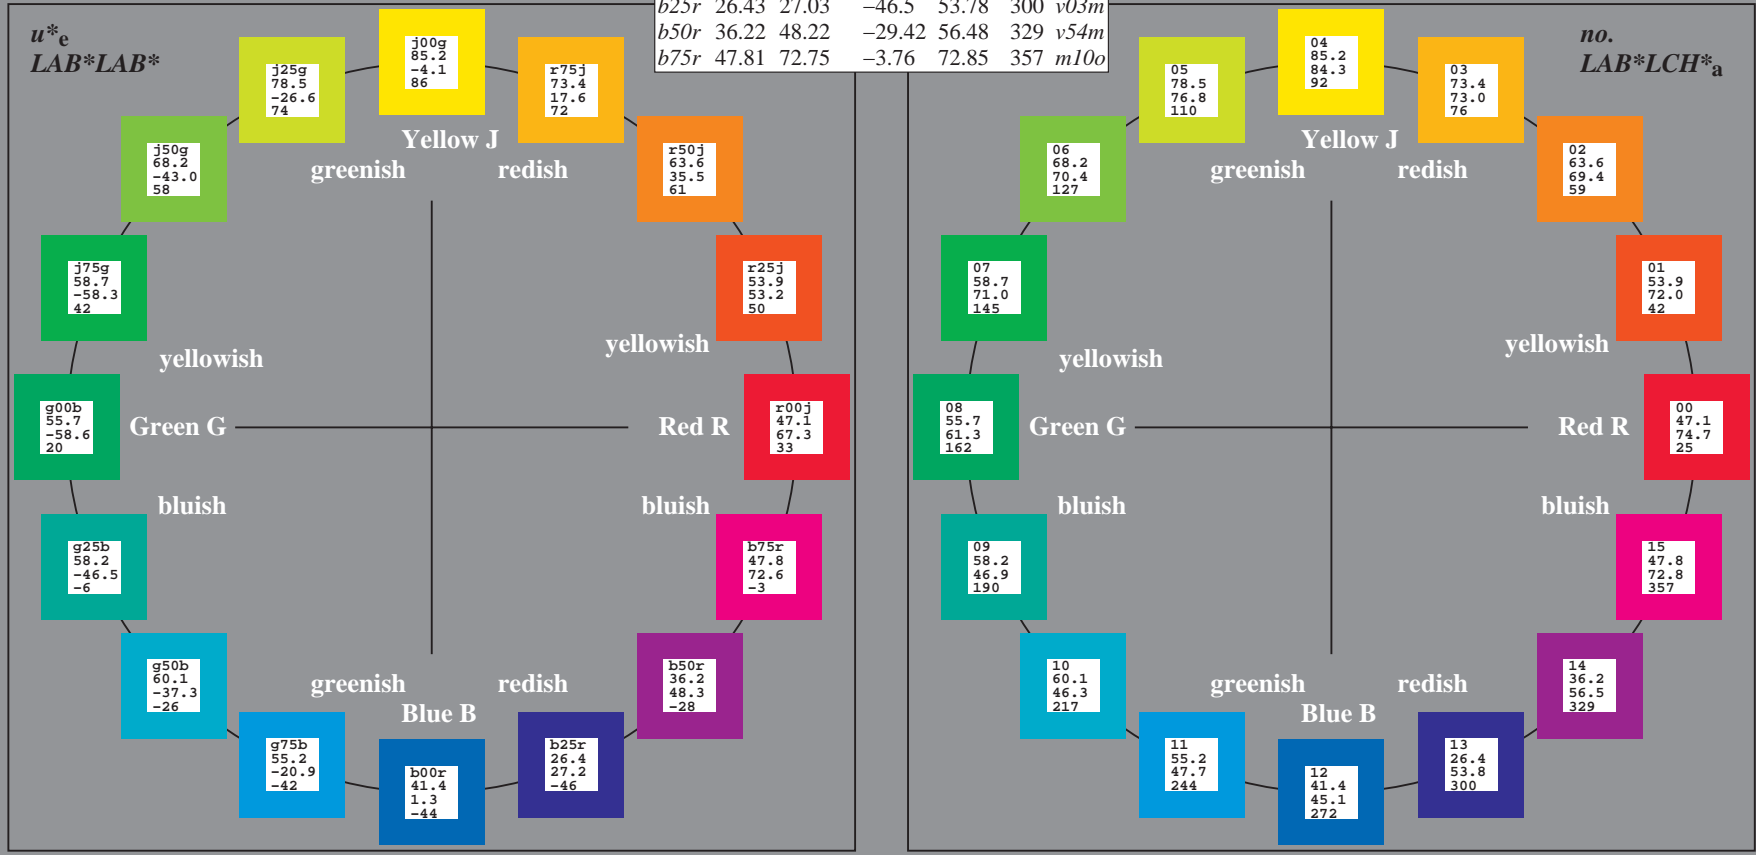 b25r 26.43 27.03 −46.5 53.78 300 v03m
b50r 36.22 48.22 −29.42 56.48 329 v54m
b75r 47.81 72.75 −3.76 72.85 357 m10o
u*e
LAB*LAB*
j00g
85.2
-4.1
86
j25g
78.5
-26.6
74
r75j
73.4
17.6
72
Yellow J
greenish redish
j50g
68.2
-43.0
58
r50j
63.6
35.5
61
j75g
58.7
-58.3
42
r25j
53.9
53.2
50
yellowish
yellowish
g00b
55.7
-58.6
20
Green G
Red R
r00j
47.1
67.3
33
bluish
bluish
g25b
58.2
-46.5
-6
b75r
47.8
72.6
-3
g50b
60.1
-37.3
-26
b50r
36.2
48.3
-28
greenish redish
Blue B
g75b
55.2
-20.9
-42
b00r
41.4
1.3
-44
b25r
26.4
27.2
-46
no.
LAB*LCH*a
04
85.2
84.3
92
05
78.5
76.8
110
03
73.4
73.0
76
Yellow J
greenish redish
06
68.2
70.4
127
02
63.6
69.4
59
07
58.7
71.0
145
01
53.9
72.0
42
yellowish
yellowish
08
55.7
61.3
162
Green G
Red R
00
47.1
74.7
25
bluish
bluish
09
58.2
46.9
190
15
47.8
72.8
357
10
60.1
46.3
217
14
36.2
56.5
329
greenish redish
Blue B
11
55.2
47.7
244
12
41.4
45.1
272
13
26.4
53.8
300